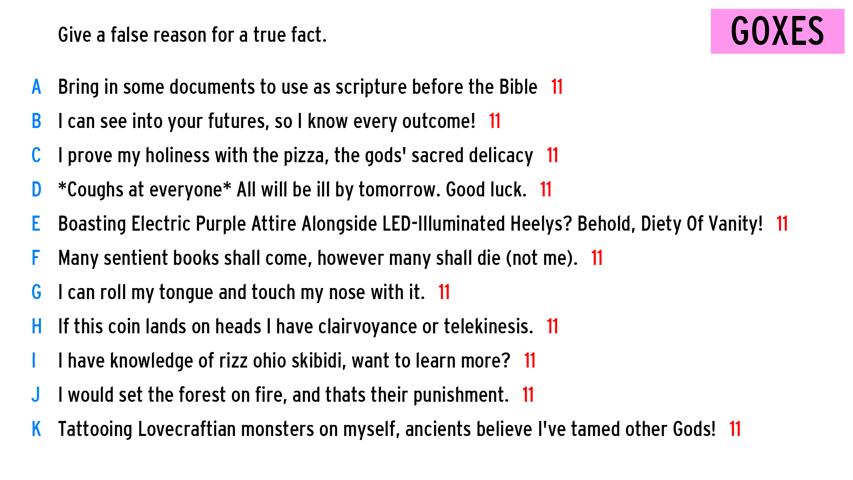 Give a false reason for a true fact.
GOXES
A Bring in some documents to use as scripture before the Bible 11
B I can see into your futures, so I know every outcome! 11
C I prove my holiness with the pizza, the gods' sacred delicacy 11
D *Coughs at everyone* All will be ill by tomorrow. Good luck. 11
E Boasting Electric Purple Attire Alongside LED-Illuminated Heelys? Behold, Diety Of Vanity! 11
F Many sentient books shall come, however many shall die (not me). 11
G I can roll my tongue and touch my nose with it. 11
H If this coin lands on heads I have clairvoyance or telekinesis. 11
I I have knowledge of rizz ohio skibidi, want to learn more? 11
J I would set the forest on fire, and thats their punishment. 11
K Tattooing Lovecraftian monsters on myself, ancients believe I've tamed other Gods! 11